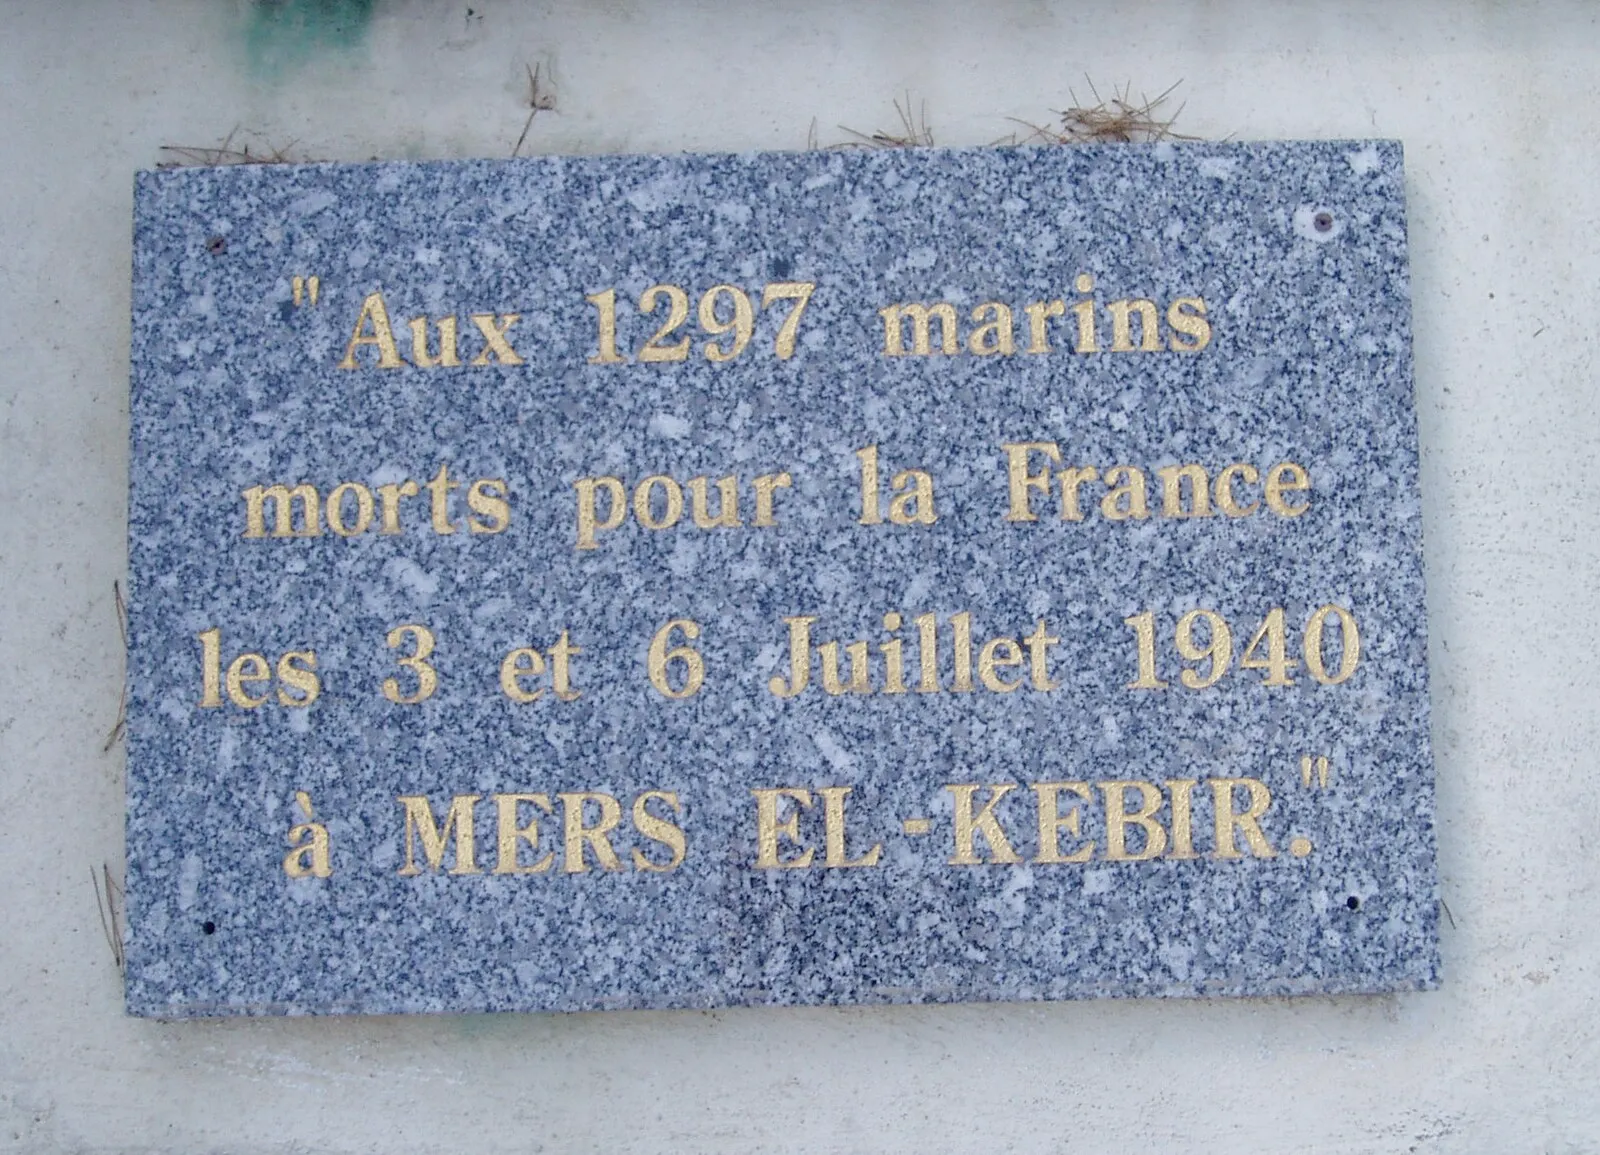 "Aux 1297 marins
morts pour la France
les 3 et 6 Juillet 1940
à MERS EL-KEBIR."